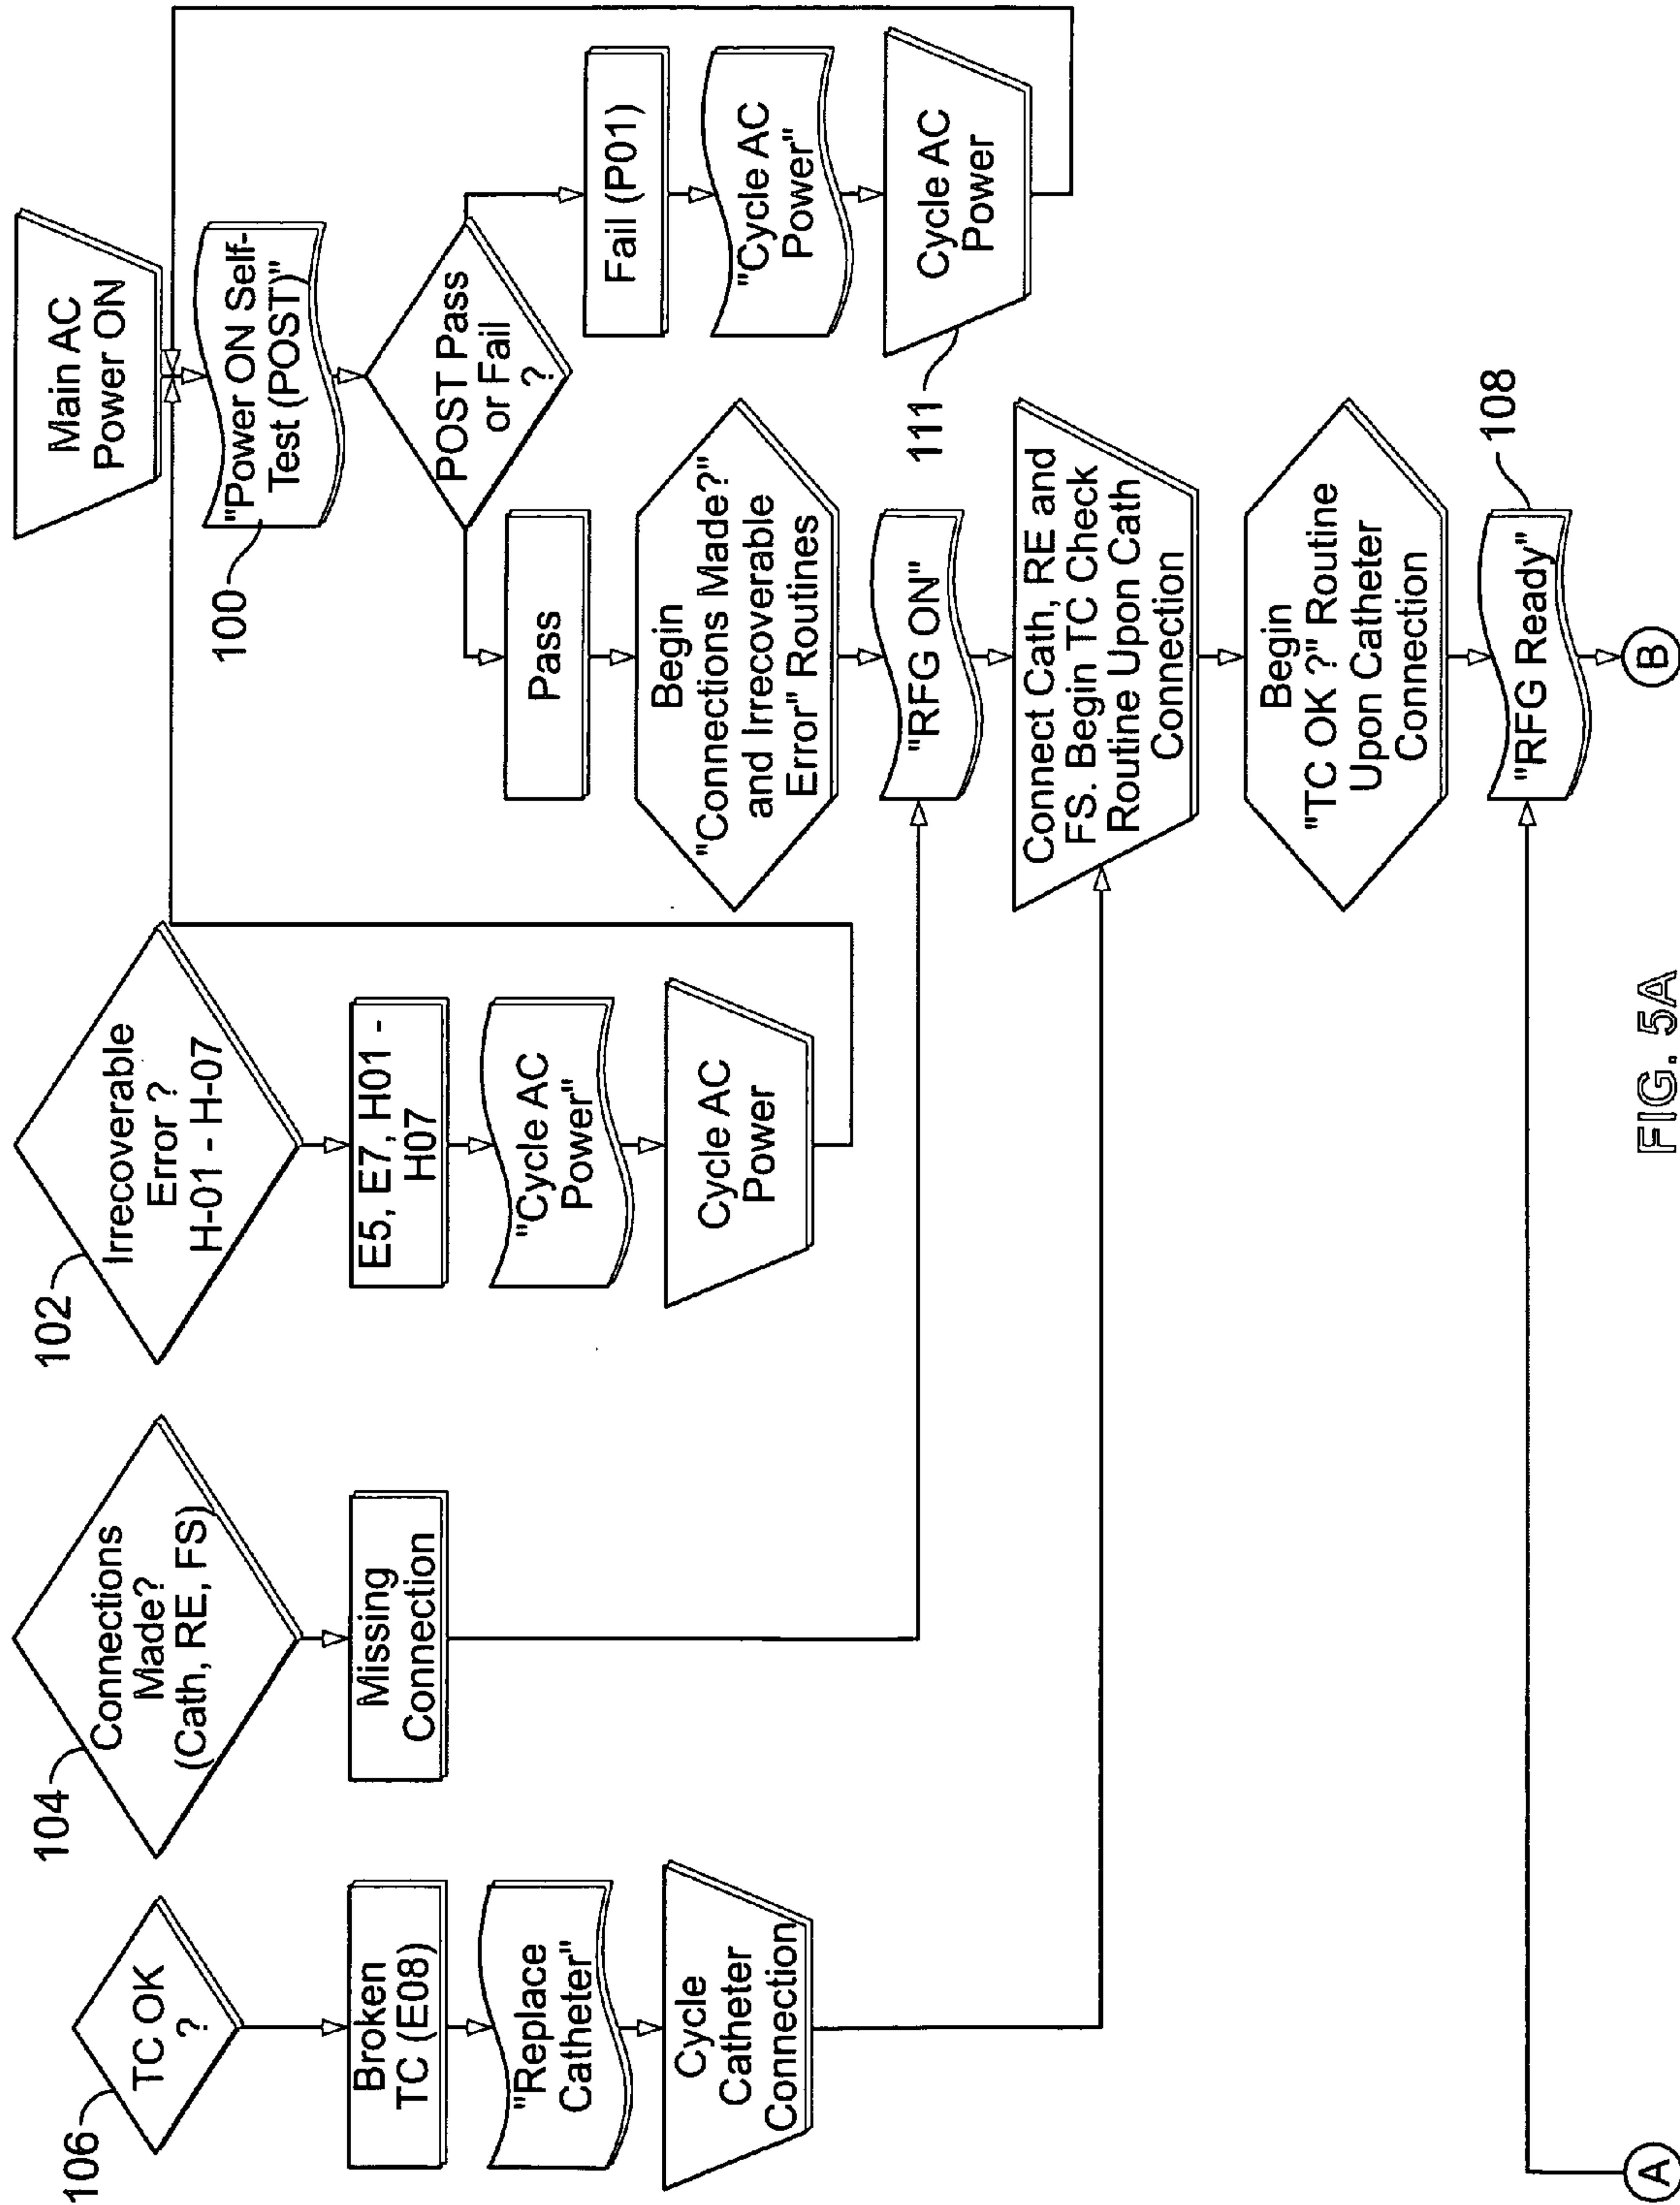 106
TC OK
?
Broken
TC (E08)
"Replace
Catheter"
Cycle
Catheter
Connection
104
Connections
Made?
(Cath, RE, FS)
Missing
Connection
102
Irrecoverable
Error ?
H-01 - H-07
E5, E7, H01 -
H07
"Cycle AC
Power"
Cycle AC
Power
Main AC
Power ON
100
"Power ON Self-
Test (POST)"
POST Pass
or Fail
?
Pass
Fail (P01)
"Cycle AC
Power"
Cycle AC
Power
111
Begin
"Connections Made?"
and Irrecoverable
Error" Routines
"RFG ON"
Connect Cath, RE and
FS. Begin TC Check
Routine Upon Cath
Connection
Begin
"TC OK ?" Routine
Upon Catheter
Connection
108
"RFG Ready"
A
B
FIG. 5A